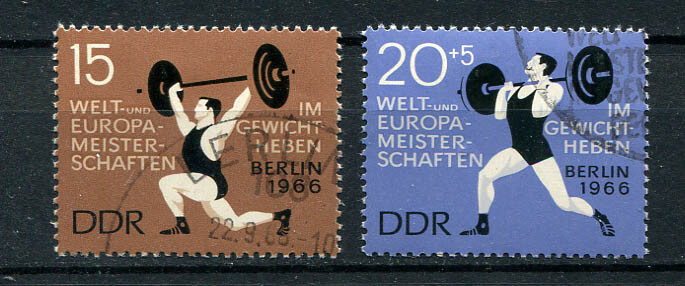 15
WELT-UND
EUROPA-
MEISTER-
SCHAFTEN
IM
GEWICHT-
HEBEN
BERLIN
1966
DDR
20+5
WELT-UND
EUROPA-
MEISTER-
SCHAFTEN
IM
GEWICHT-
HEBEN
BERLIN
1966
DDR